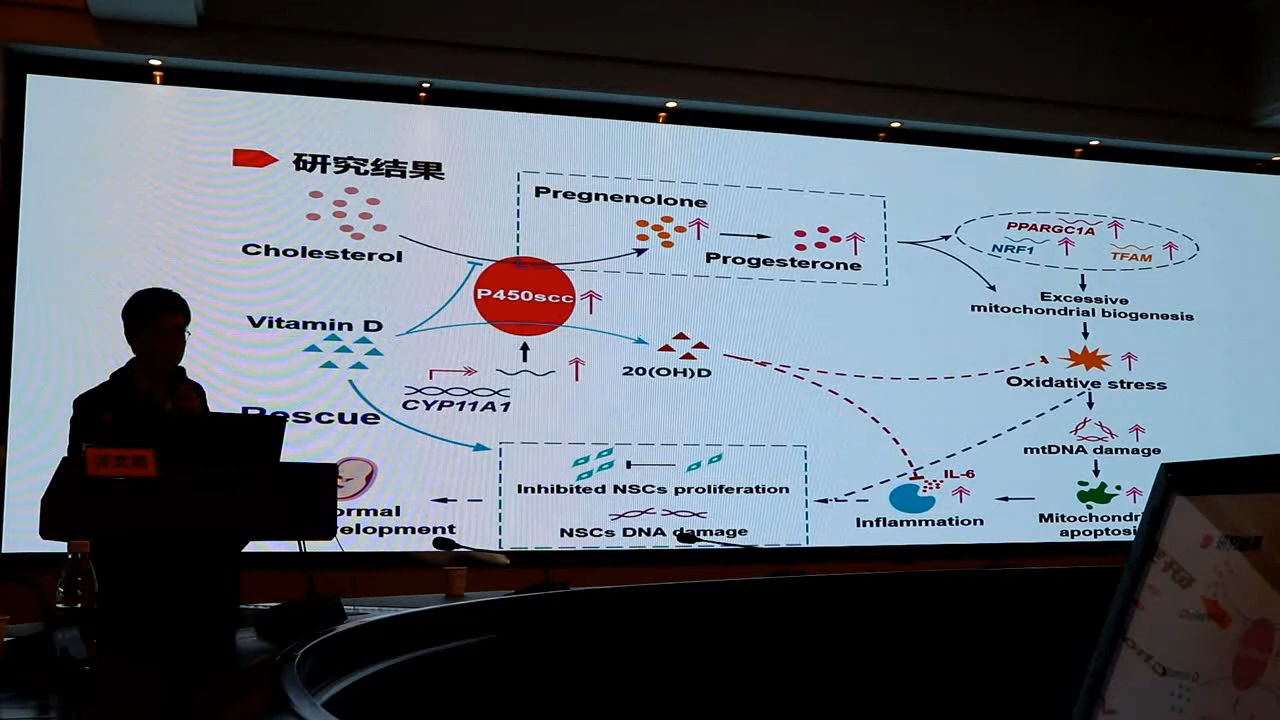 研究结果
Cholesterol
Pregnenolone
Progesterone
PPARGC1A
NRF1
TFAM
P450scc
Excessive
mitochondrial biogenesis
Vitamin D
20(OH)D
Oxidative stress
CYP11A1
Rescue
mtDNA damage
Inhibited NSCs proliferation
IL-6
NSCs DNA damage
Inflammation